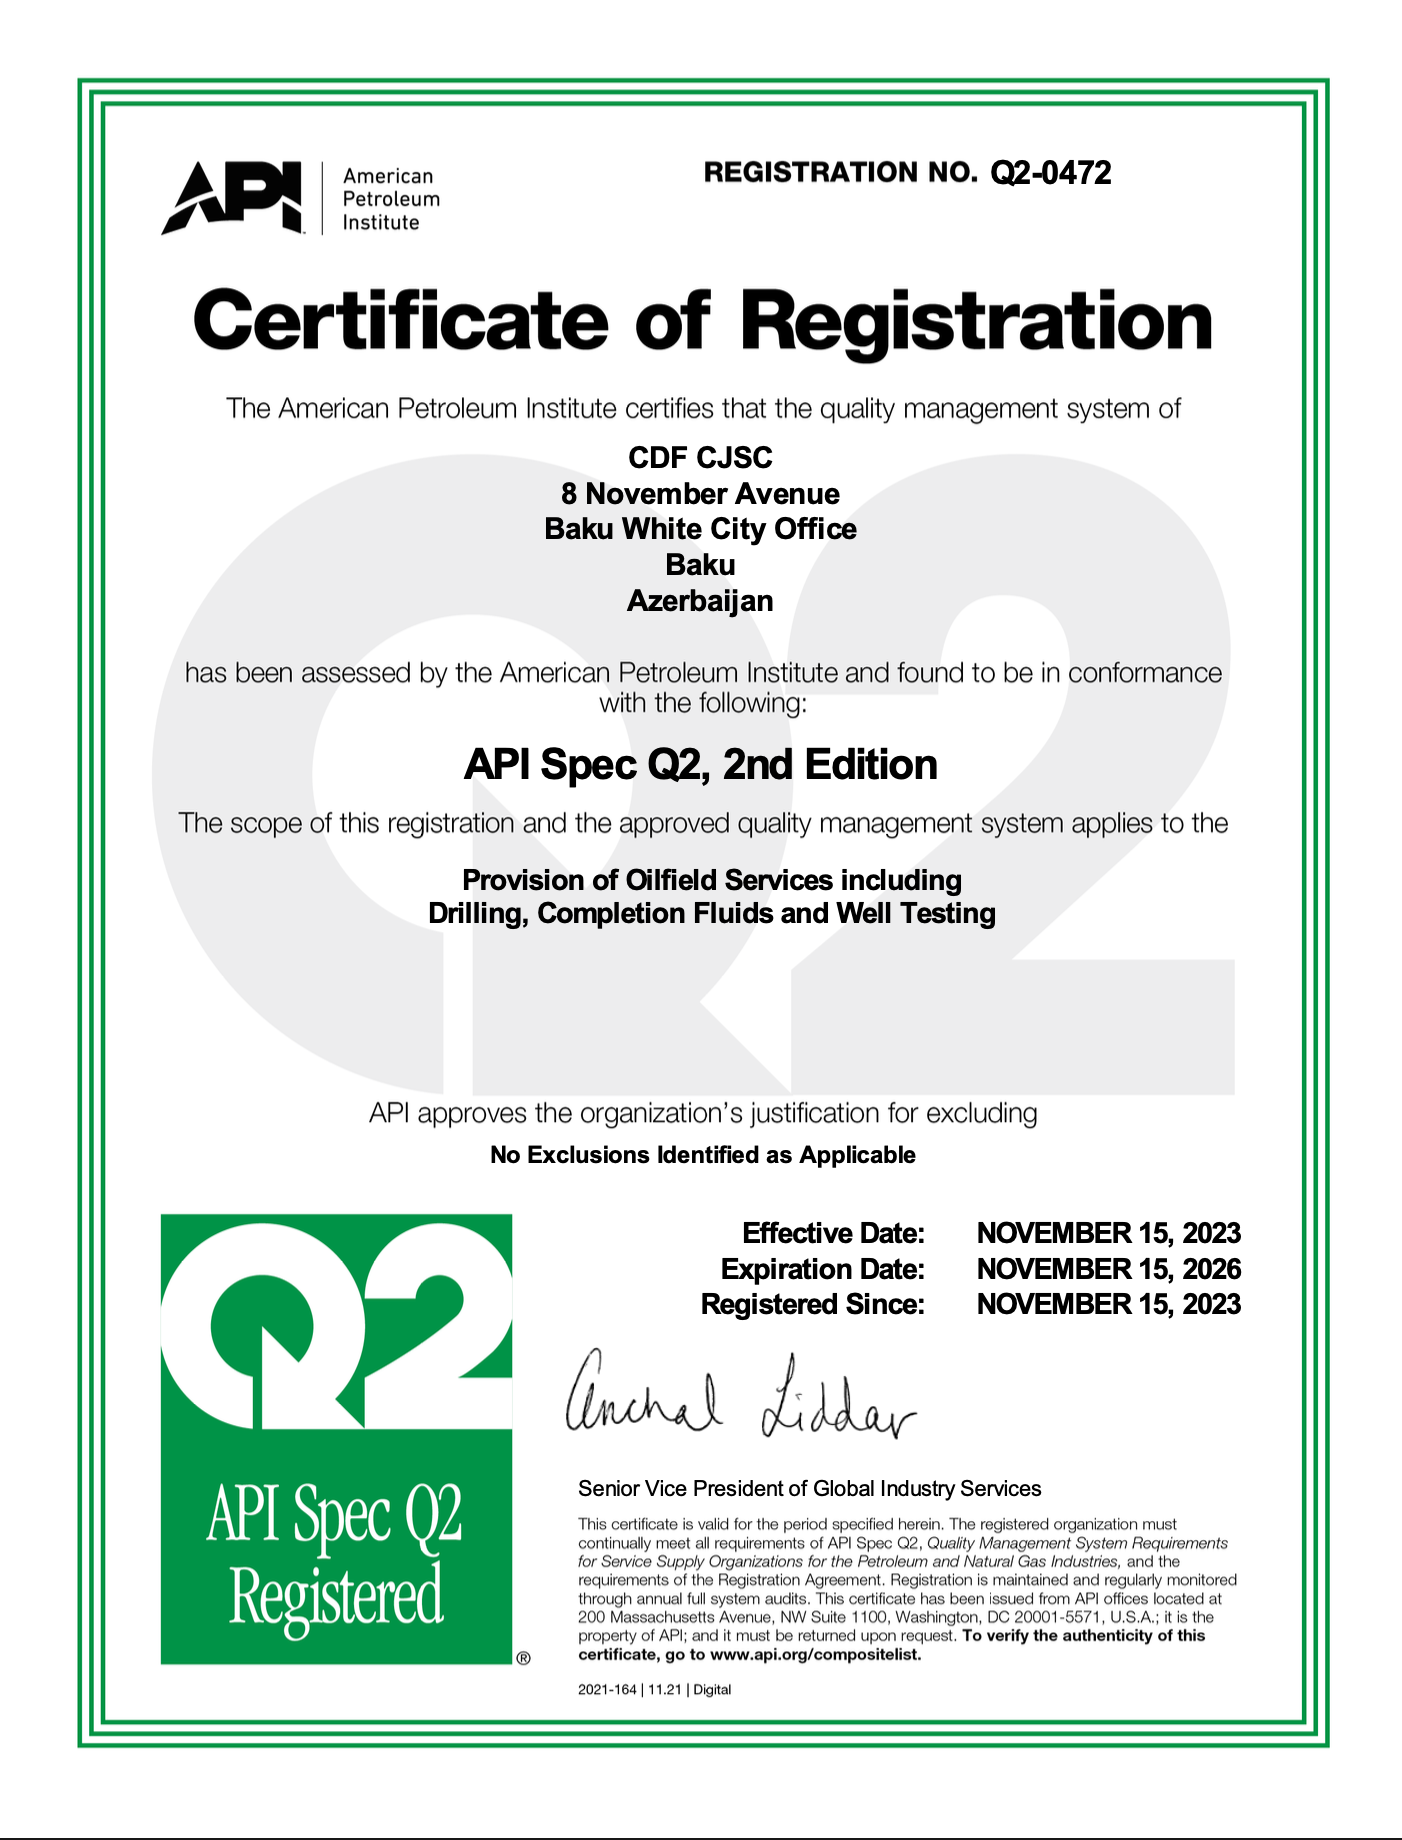 API
American
Petroleum
Institute
REGISTRATION NO. Q2-0472
Certificate of Registration
The American Petroleum Institute certifies that the quality management system of
CDF CJSC
8 November Avenue
Baku White City Office
Baku
Azerbaijan
has been assessed by the American Petroleum Institute and found to be in conformance
with the following:
API Spec Q2, 2nd Edition
The scope of this registration and the approved quality management system applies to the
Provision of Oilfield Services including
Drilling, Completion Fluids and Well Testing
Q2
API approves the organization's justification for excluding
No Exclusions Identified as Applicable
Effective Date: NOVEMBER 15, 2023
Expiration Date: NOVEMBER 15, 2026
Registered Since: NOVEMBER 15, 2023
Q2
API Spec Q2
Registered
®
Anchal Liddar
Senior Vice President of Global Industry Services
This certificate is valid for the period specified herein. The registered organization must
continually meet all requirements of API Spec Q2, Quality Management System Requirements
for Service Supply Organizations for the Petroleum and Natural Gas Industries, and the
requirements of the Registration Agreement. Registration is maintained and regularly monitored
through annual full system audits. This certificate has been issued from API offices located at
200 Massachusetts Avenue, NW Suite 1100, Washington, DC 20001-5571, U.S.A.; it is the
property of API; and it must be returned upon request. To verify the authenticity of this
certificate, go to www.api.org/compositelist.
2021-164 | 11.21 | Digital